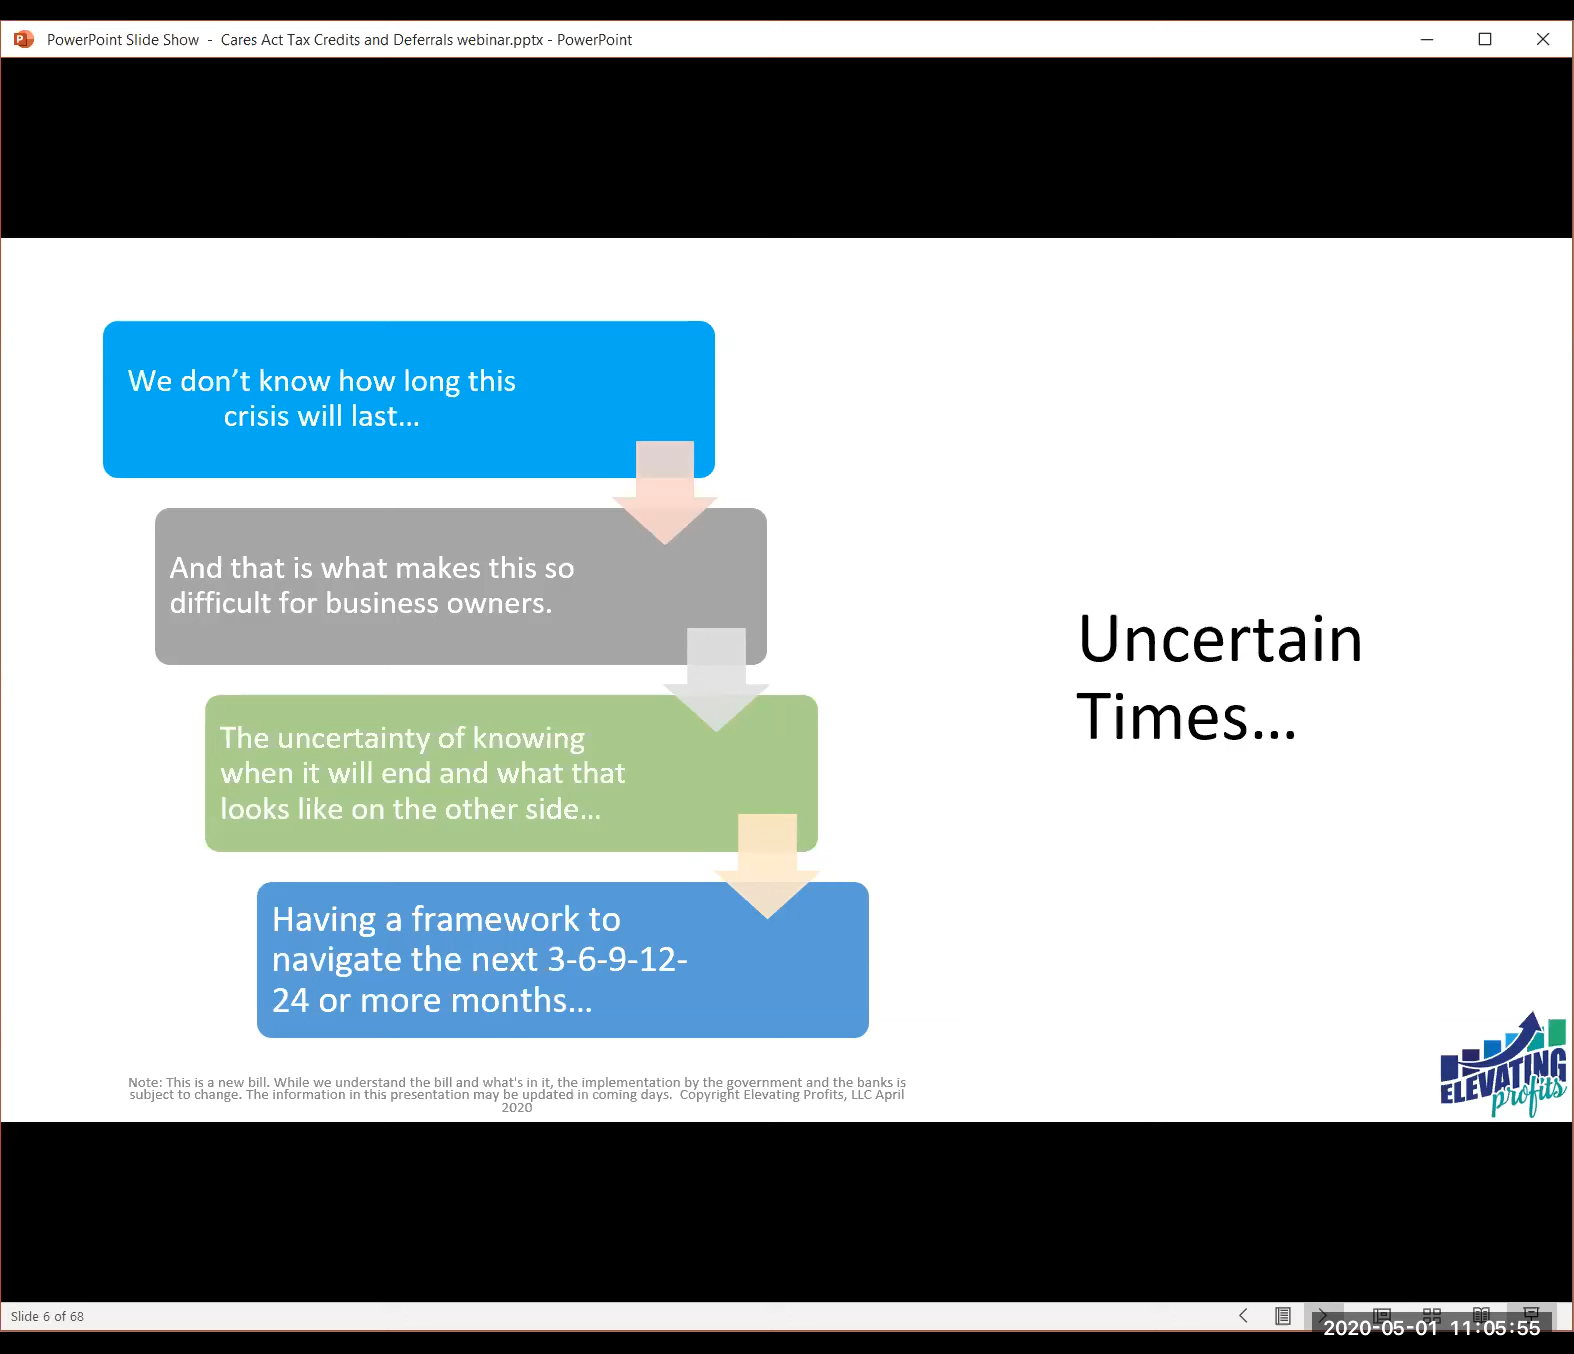 PowerPoint Slide Show - Cares Act Tax Credits and Deferrals webinar.pptx - PowerPoint
We don’t know how long this
crisis will last...
And that is what makes this so
difficult for business owners.
The uncertainty of knowing
when it will end and what that
looks like on the other side...
Having a framework to
navigate the next 3-6-9-12-
24 or more months...
Uncertain
Times...
Note: This is a new bill. While we understand the bill and what's in it, the implementation by the government and the banks is
subject to change. The information in this presentation may be updated in coming days. Copyright Elevating Profits, LLC April
2020
ELEVATING
profits
Slide 6 of 68
2020-05-01 11:05:55